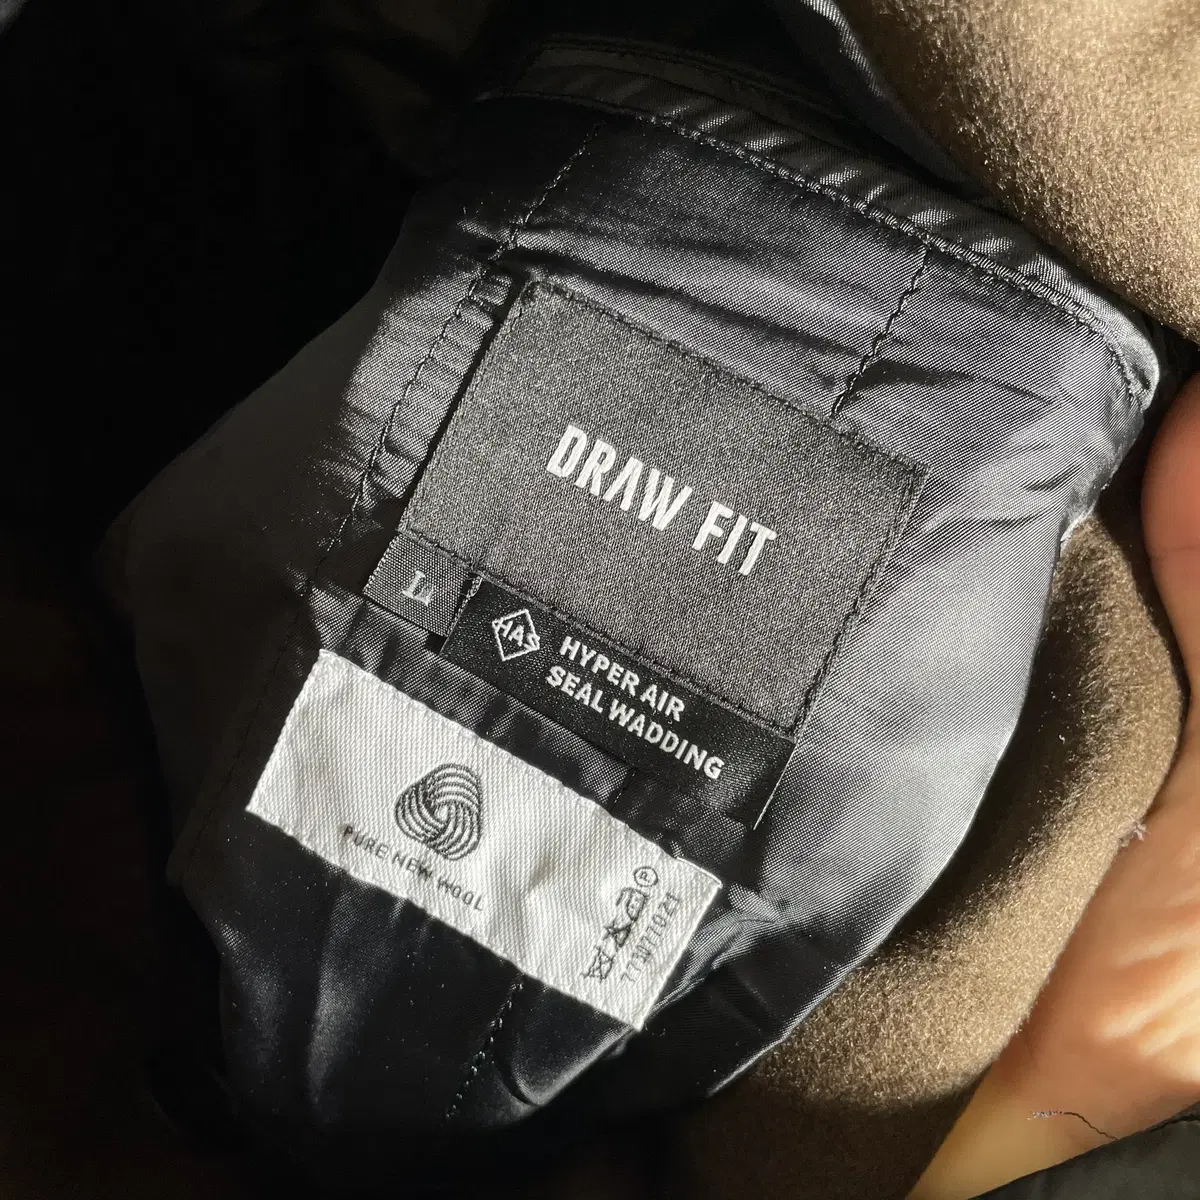 DRAW FIT
L
HAS
HYPER AIR
SEAL WADDING
PURE NEW WOOL
P